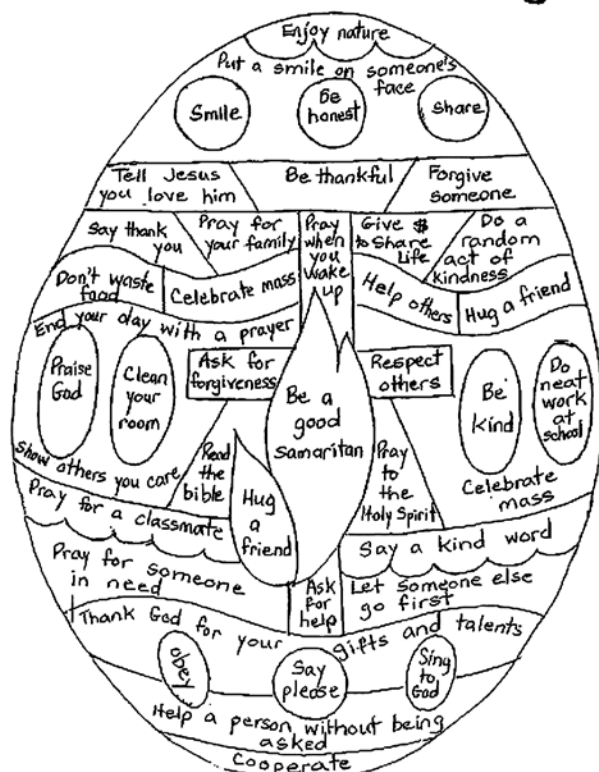 Enjoy nature
Put a smile on someone's
face
Smile
Be
honest
Share
Tell Jesus
you love him
Be thankful
Forgive
someone
Say thank
you
Pray for
your family
Pray
when
you
wake
up
Give $
to Share
Life
Do a
random
act of
kindness
Don't waste
food
Celebrate mass
Help others
Hug a friend
End your day with a prayer
Praise
God
Clean
your
room
Ask for
forgiveness
Be a
good
samaritan
Respect
others
Be
kind
Do
neat
work
at
school
Show others you care
Read
the
bible
Hug
a
friend
Pray
to
the
Holy Spirit
Celebrate
mass
Pray for a classmate
Say a kind word
Pray for someone
in need
Ask
for
help
Let someone else
go first
Thank God for your gifts and talents
obey
Say
please
Sing
to
God
Help a person without being
asked
Cooperate